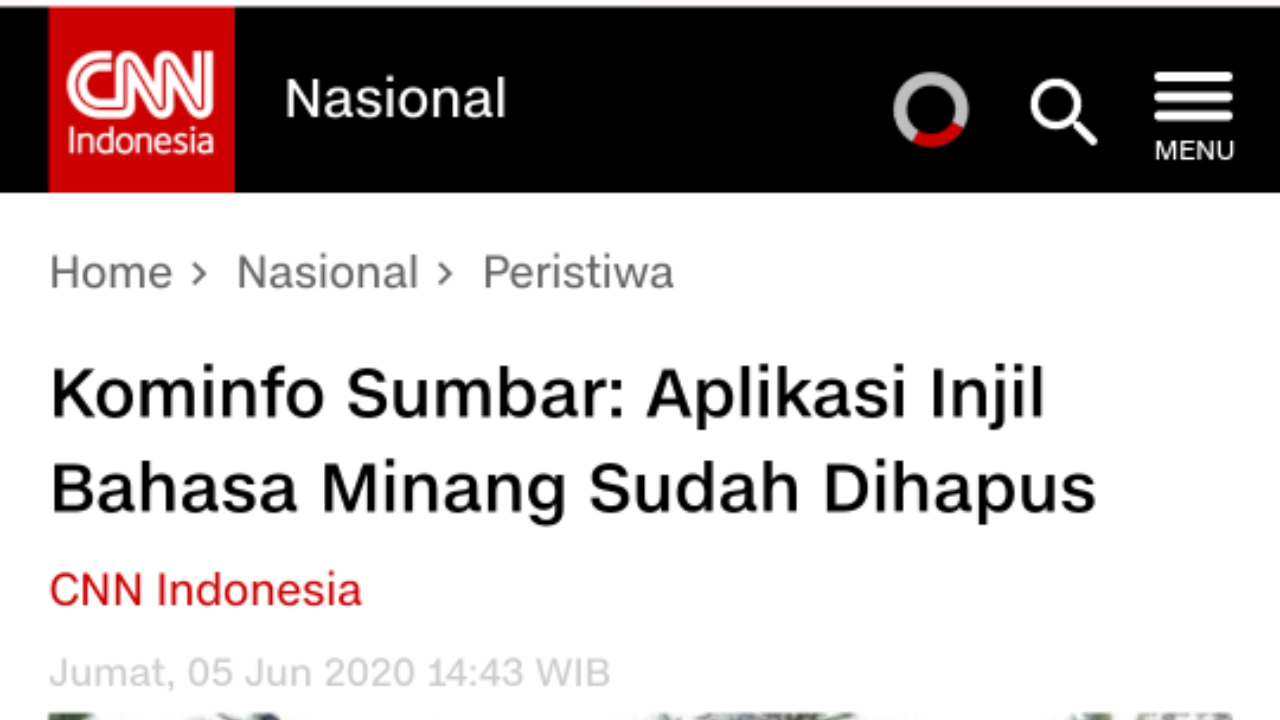 CNN
Indonesia
Nasional
MENU
Home > Nasional > Peristiwa
Kominfo Sumbar: Aplikasi Injil
Bahasa Minang Sudah Dihapus
CNN Indonesia
Jumat, 05 Jun 2020 14:43 WIB